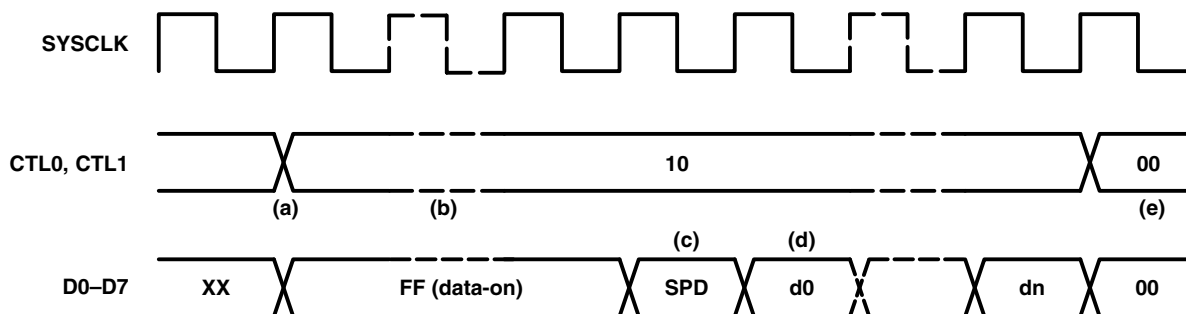 SYSCLK
CTL0, CTL1
10
00
(a)
(b)
(e)
(c)
(d)
D0–D7
XX
FF (data-on)
SPD
d0
dn
00